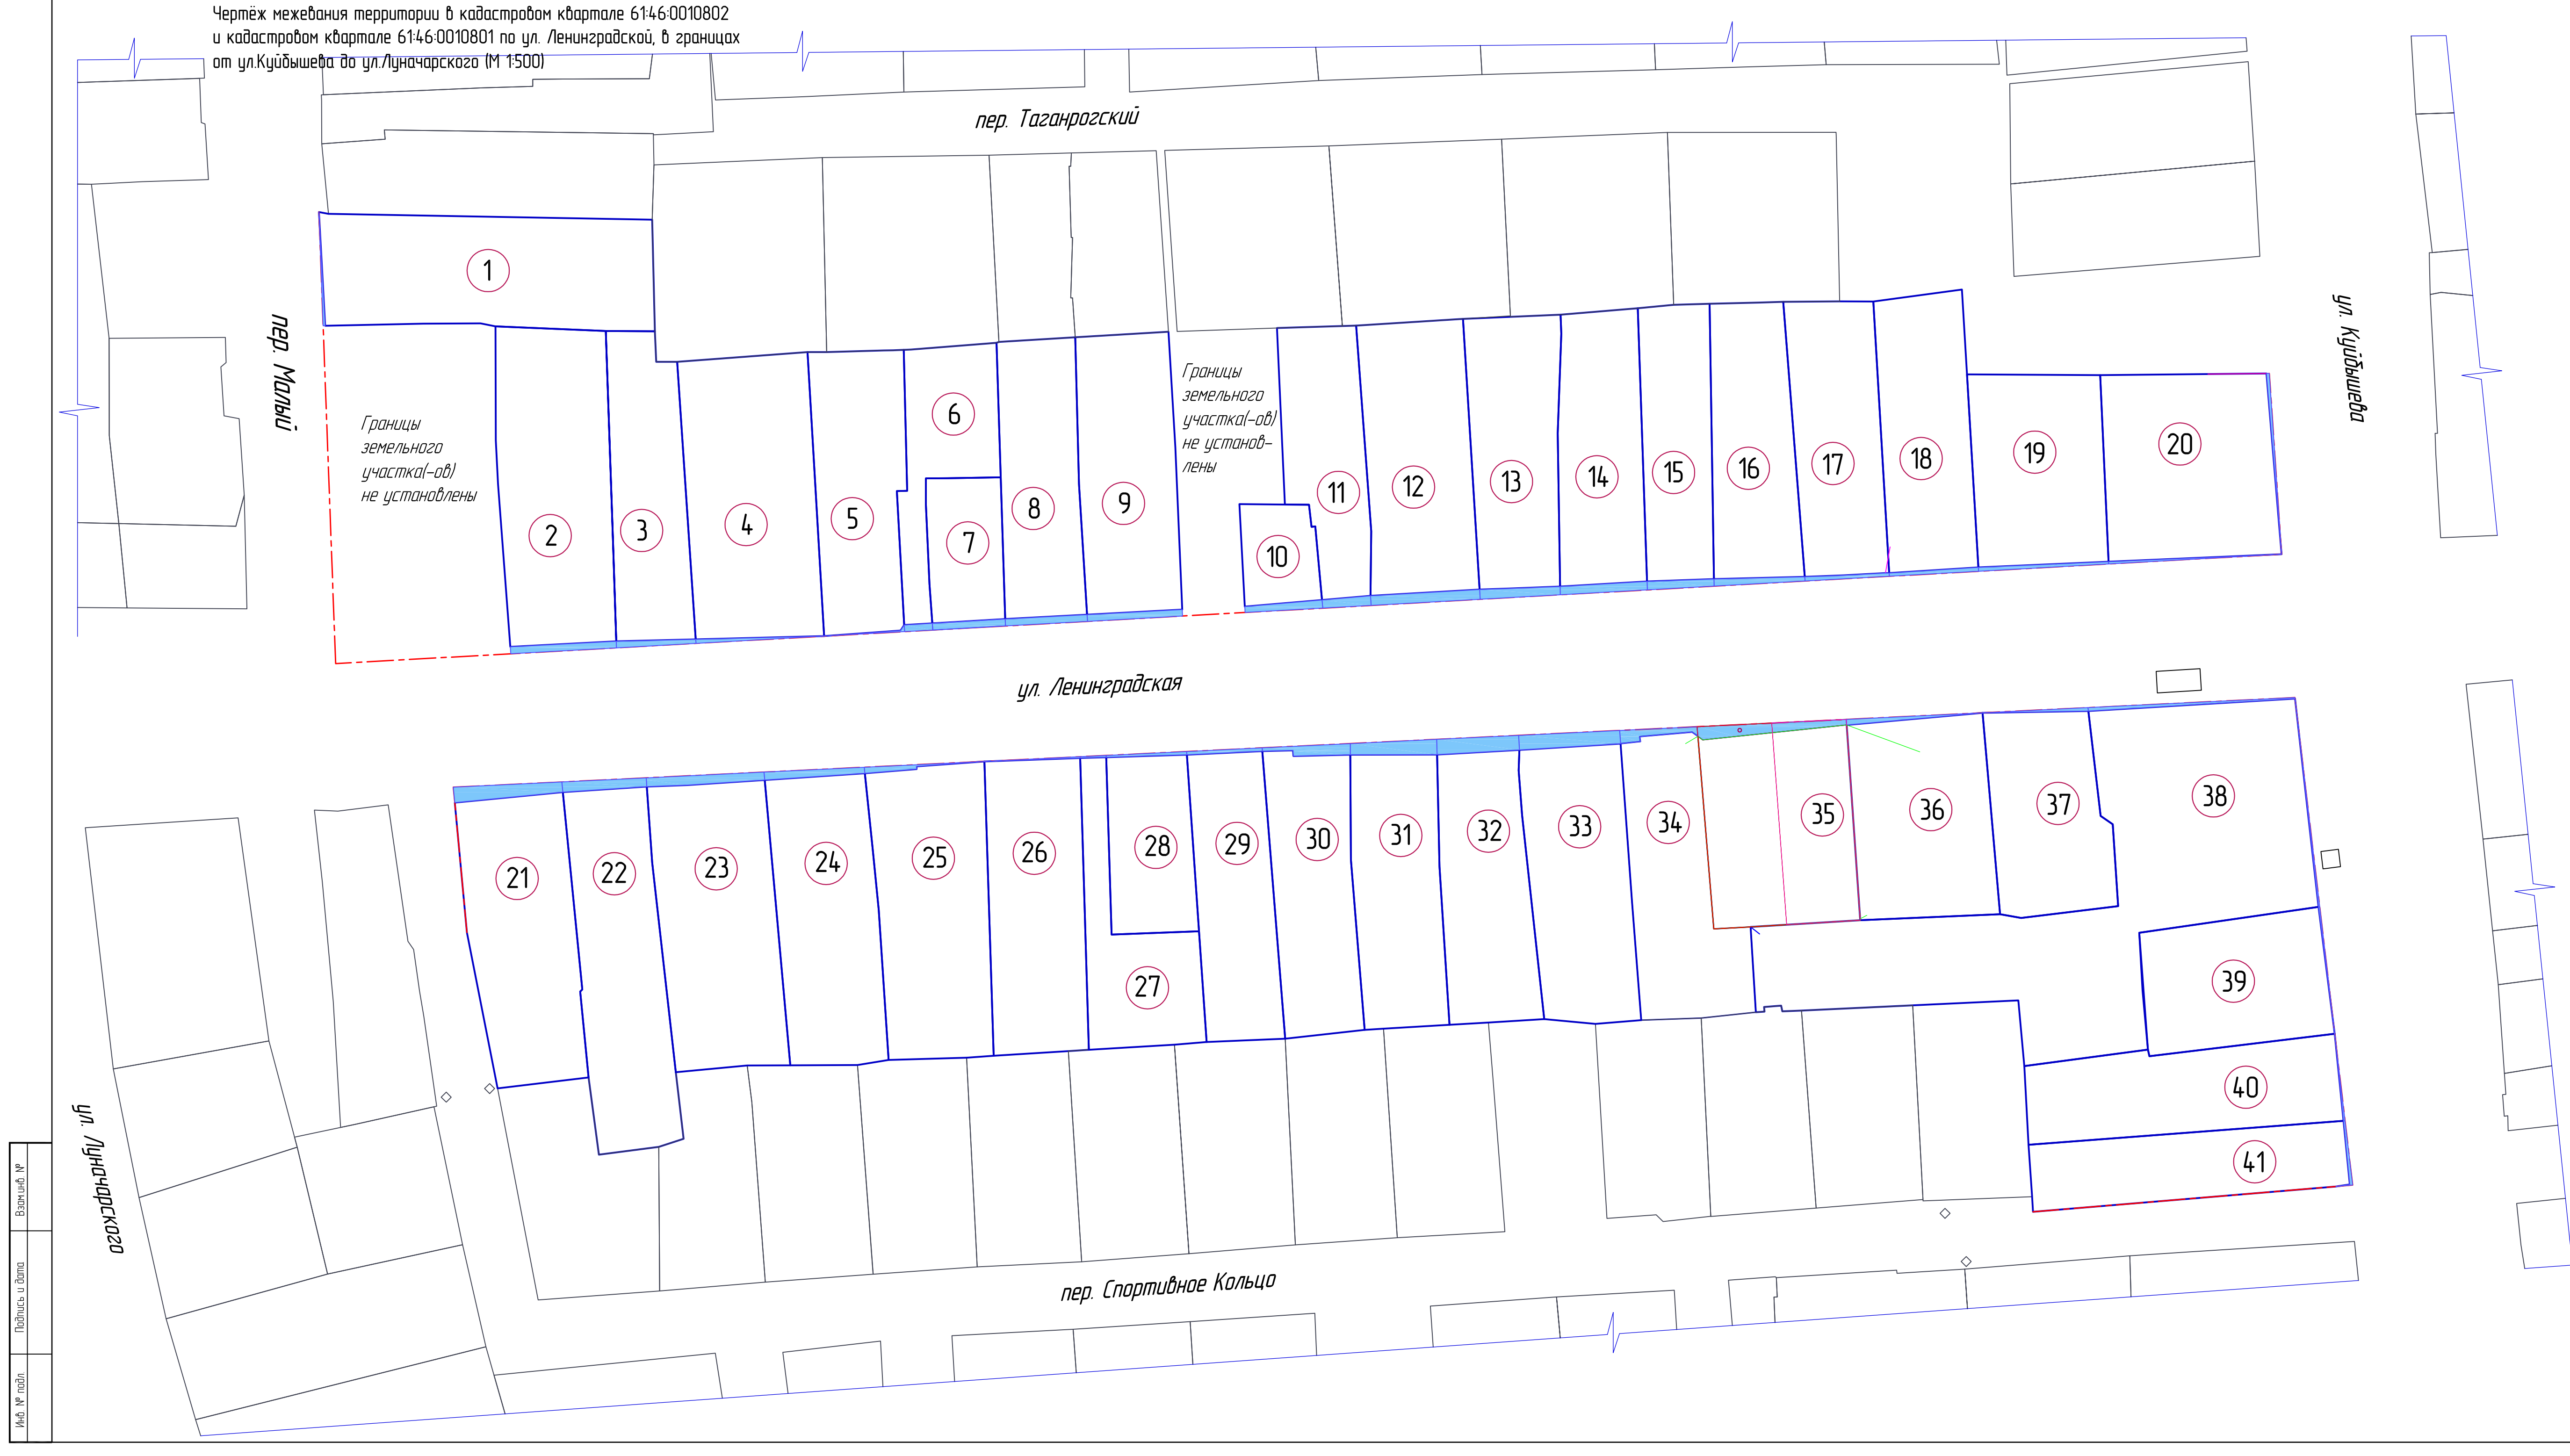 Чертёж межевания территории в кадастровом квартале 61:46:0010802
и кадастровом квартале 61:46:0010801 по ул. Ленинградской, в границах
от ул.Куйбышева до ул.Луначарского (М 1:500)
пер. Таганрогский
пер. Малый
ул. Куйбышева
1
Границы
земельного
участка(-ов)
не установлены
2
3
4
5
6
7
8
9
Границы
земельного
участка(-ов)
не установ-
лены
10
11
12
13
14
15
16
17
18
19
20
ул. Ленинградская
21
22
23
24
25
26
27
28
29
30
31
32
33
34
35
36
37
38
39
40
41
ул. Луначарского
пер. Спортивное Кольцо
Взам.инв. №
Подпись и дата
Инв. № подл.